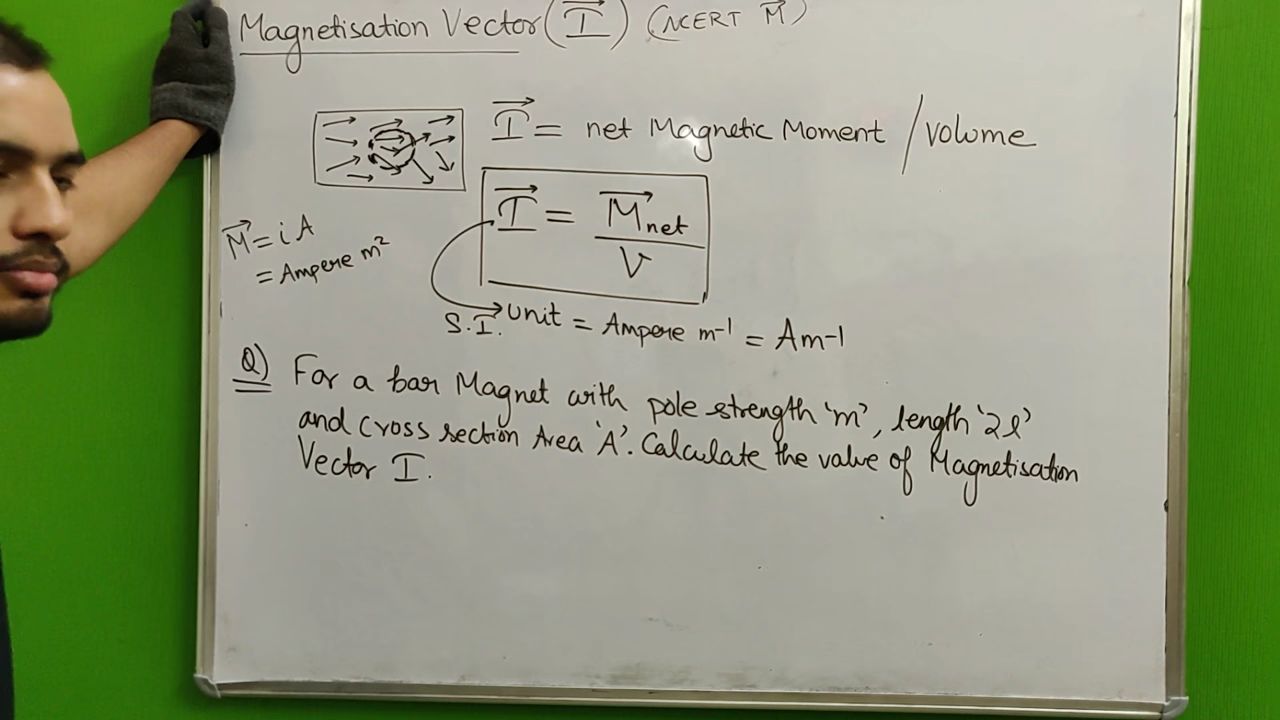 Magnetisation Vector (I⃗) (NCERT M⃗)
I⃗ = net Magnetic Moment / volume
I⃗ = M⃗net / V
M⃗ = iA
= Ampere m²
S.I. unit = Ampere m-1 = Am-1
Q) For a bar Magnet with pole strength 'm', length '2l'
and cross section Area 'A'. Calculate the value of Magnetisation
Vector I.